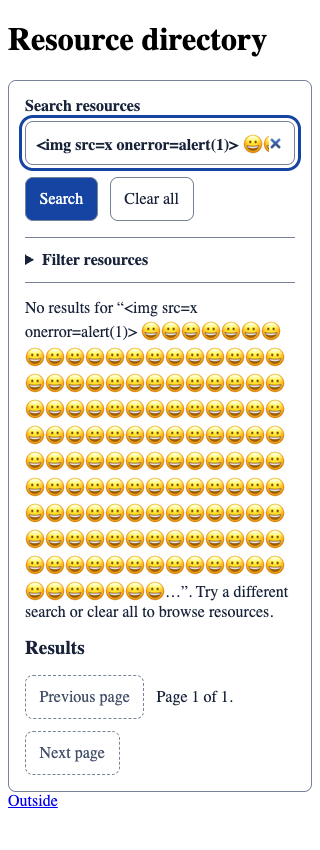 Resource directory
Search resources
<img src=x onerror=alert(1)> 😀
Search
Clear all
Filter resources
No results for “<img src=x
onerror=alert(1)> 😀😀😀😀😀😀😀
😀😀😀😀😀😀😀😀😀😀😀😀😀
😀😀😀😀😀😀😀😀😀😀😀😀😀
😀😀😀😀😀😀😀😀😀😀😀😀😀
😀😀😀😀😀😀😀😀😀😀😀😀😀
😀😀😀😀😀😀😀😀😀😀😀😀😀
😀😀😀😀😀😀😀😀😀😀😀😀😀
😀😀😀😀😀😀😀😀😀😀😀😀😀
😀😀😀😀😀😀😀😀😀😀😀😀😀
😀😀😀😀😀😀😀😀😀😀😀😀😀
😀😀😀😀😀😀😀…”. Try a different
search or clear all to browse resources.
Results
Previous page
Page 1 of 1.
Next page
Outside